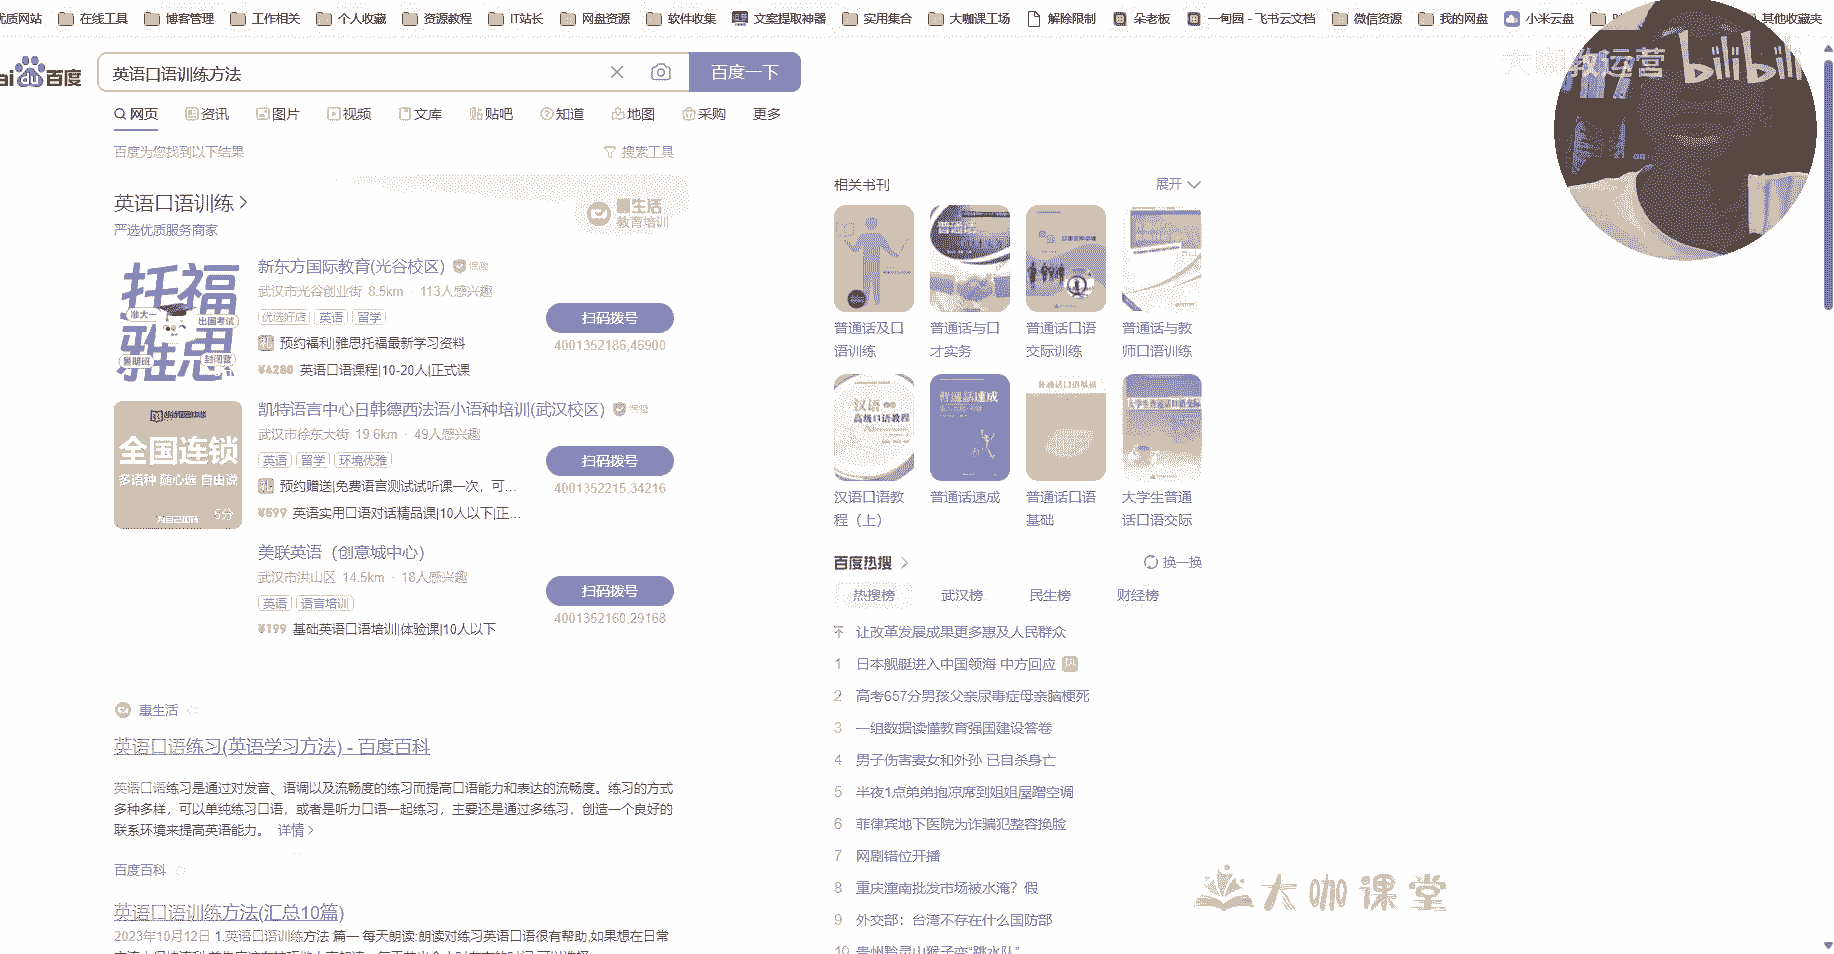 优质网站 在线工具 博客管理 工作相关 个人收藏 资源教程 IT站长 网盘资源 软件收集 文案提取神器 实用集合 大咖课工场 解除限制 朵老板 一甸园 - 飞书云文档 微信资源 我的网盘 小米云盘 其他收藏夹
大咖教运营 bilibili
Bai du 百度 英语口语训练方法 百度一下
网页 资讯 图片 视频 文库 贴吧 知道 地图 采购 更多
百度为您找到以下结果 搜索工具
英语口语训练
严选优质服务商家
惠生活
教育培训
托福
雅思
准大一
出国考试
暑期班
封闭营
新东方国际教育(光谷校区) 保障
武汉市光谷创业街 8.5km · 113人感兴趣
优选好店 英语 留学
礼 预约福利|雅思托福最新学习资料
¥4280 英语口语课程|10-20人|正式课
扫码拨号
4001352186,46900
全国连锁
多语种 随心选 自由说
5分
凯特语言中心日韩德西法语小语种培训(武汉校区) 保障
武汉市徐东大街 19.6km · 49人感兴趣
英语 留学 环境优雅
礼 预约赠送|免费语言测试试听课一次，可...
¥599 英语实用口语对话精品课|10人以下|正...
扫码拨号
4001352215,34216
美联英语（创意城中心）
武汉市洪山区 14.5km · 18人感兴趣
英语 语言培训
¥199 基础英语口语培训|体验课|10人以下
扫码拨号
4001352160,29168
惠生活
英语口语练习(英语学习方法) - 百度百科
英语口语练习是通过对发音、语调以及流畅度的练习而提高口语能力和表达的流畅度。练习的方式
多种多样，可以单纯练习口语，或者是听力口语一起练习，主要还是通过多练习，创造一个良好的
联系环境来提高英语能力。 详情
百度百科
英语口语训练方法(汇总10篇)
2023年10月12日 1.英语口语训练方法 篇一 每天朗读:朗读对练习英语口语很有帮助,如果想在日常
相关书刊 展开
普通话及口
语训练
普通话与口
才实务
普通话口语
交际训练
普通话与教
师口语训练
汉语
高级口语教程
普通话速成
汉语口语教
程（上）
普通话速成
普通话口语
基础
大学生普通
话口语交际
百度热搜 换一换
热搜榜 武汉榜 民生榜 财经榜
让改革发展成果更多惠及人民群众
1 日本舰艇进入中国领海 中方回应 热
2 高考657分男孩父亲尿毒症母亲脑梗死
3 一组数据读懂教育强国建设答卷
4 男子伤害妻女和外孙 已自杀身亡
5 半夜1点弟弟抱凉席到姐姐屋蹭空调
6 菲律宾地下医院为诈骗犯整容换脸
7 网剧错位开播
8 重庆潼南批发市场被水淹？假
9 外交部：台湾不存在什么国防部
10 贵州黔灵山猴子变“跳水队”
大咖课堂